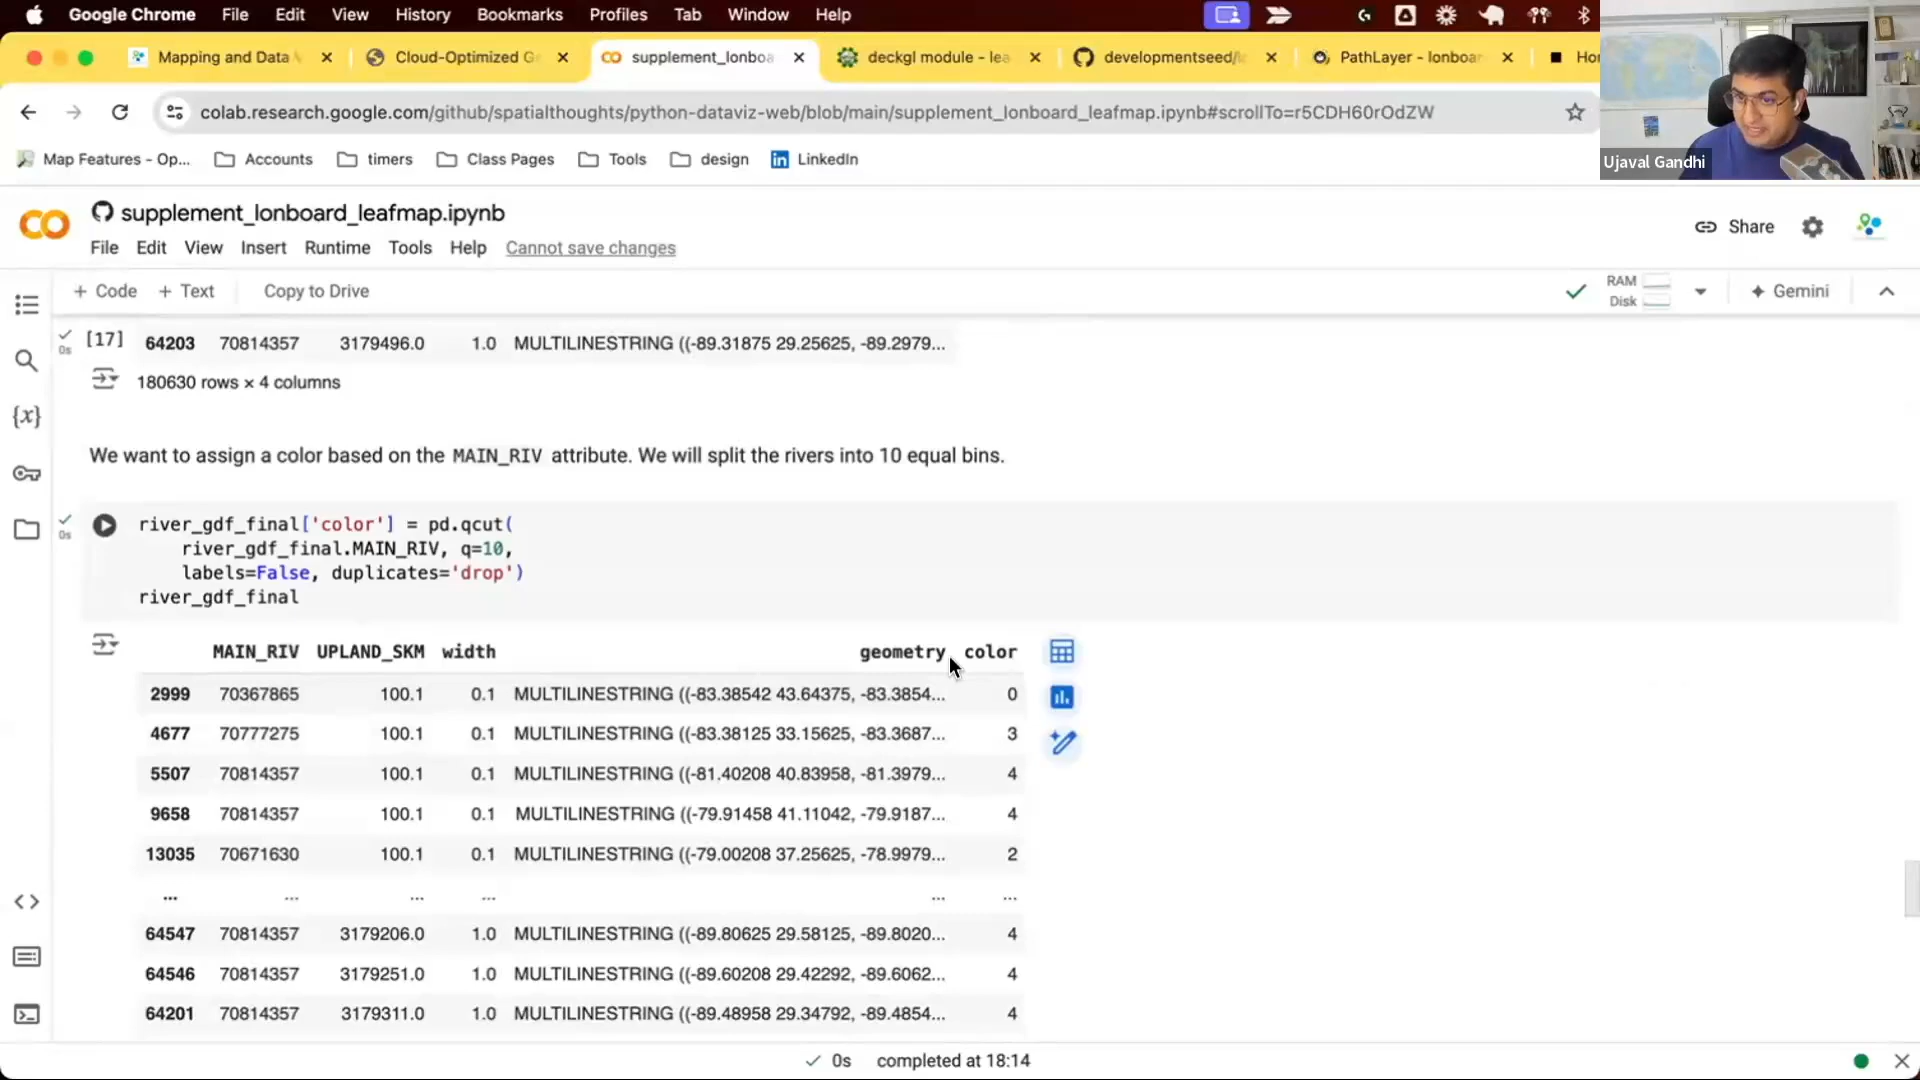 Google Chrome File Edit View History Bookmarks Profiles Tab Window Help
Mapping and Data V
Cloud-Optimized G
supplement_lonboa
deckgl module - lea
developmentseed/l
PathLayer - lonboar
Hor
colab.research.google.com/github/spatialthoughts/python-dataviz-web/blob/main/supplement_lonboard_leafmap.ipynb#scrollTo=r5CDH60rOdZW
Map Features - Op... Accounts timers Class Pages Tools design LinkedIn
Ujaval Gandhi
supplement_lonboard_leafmap.ipynb
Share
File Edit View Insert Runtime Tools Help Cannot save changes
+ Code + Text Copy to Drive
RAM
Disk
Gemini
0s [17] 64203 70814357 3179496.0 1.0 MULTILINESTRING ((-89.31875 29.25625, -89.2979...
180630 rows × 4 columns
We want to assign a color based on the MAIN_RIV attribute. We will split the rivers into 10 equal bins.
0s
river_gdf_final['color'] = pd.qcut(
river_gdf_final.MAIN_RIV, q=10,
labels=False, duplicates='drop')
river_gdf_final
MAIN_RIV UPLAND_SKM width geometry color
2999 70367865 100.1 0.1 MULTILINESTRING ((-83.38542 43.64375, -83.3854... 0
4677 70777275 100.1 0.1 MULTILINESTRING ((-83.38125 33.15625, -83.3687... 3
5507 70814357 100.1 0.1 MULTILINESTRING ((-81.40208 40.83958, -81.3979... 4
9658 70814357 100.1 0.1 MULTILINESTRING ((-79.91458 41.11042, -79.9187... 4
13035 70671630 100.1 0.1 MULTILINESTRING ((-79.00208 37.25625, -78.9979... 2
... ... ... ... ... ...
64547 70814357 3179206.0 1.0 MULTILINESTRING ((-89.80625 29.58125, -89.8020... 4
64546 70814357 3179251.0 1.0 MULTILINESTRING ((-89.60208 29.42292, -89.6062... 4
64201 70814357 3179311.0 1.0 MULTILINESTRING ((-89.48958 29.34792, -89.4854... 4
0s completed at 18:14